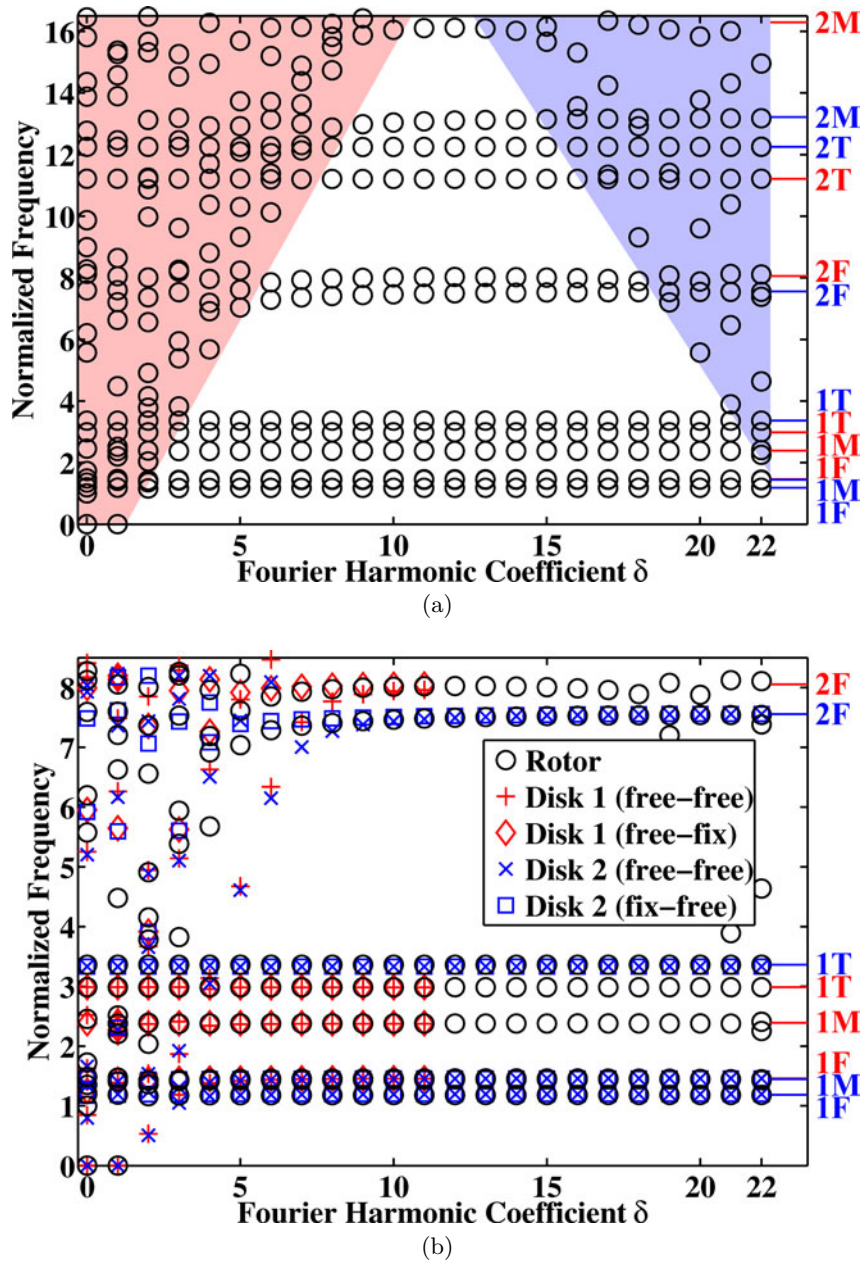 16
14
12
10
8
6
4
2
0
Normalized Frequency
2M
2M
2T
2T
2F
2F
1T
1T
1M
1F
1M
1F
0 5 10 15 20 22
Fourier Harmonic Coefficient δ
(a)
8
7
6
5
4
3
2
1
0
Normalized Frequency
Rotor
Disk 1 (free−free)
Disk 1 (free−fix)
Disk 2 (free−free)
Disk 2 (fix−free)
2F
2F
1T
1T
1M
1F
1M
1F
0 5 10 15 20 22
Fourier Harmonic Coefficient δ
(b)